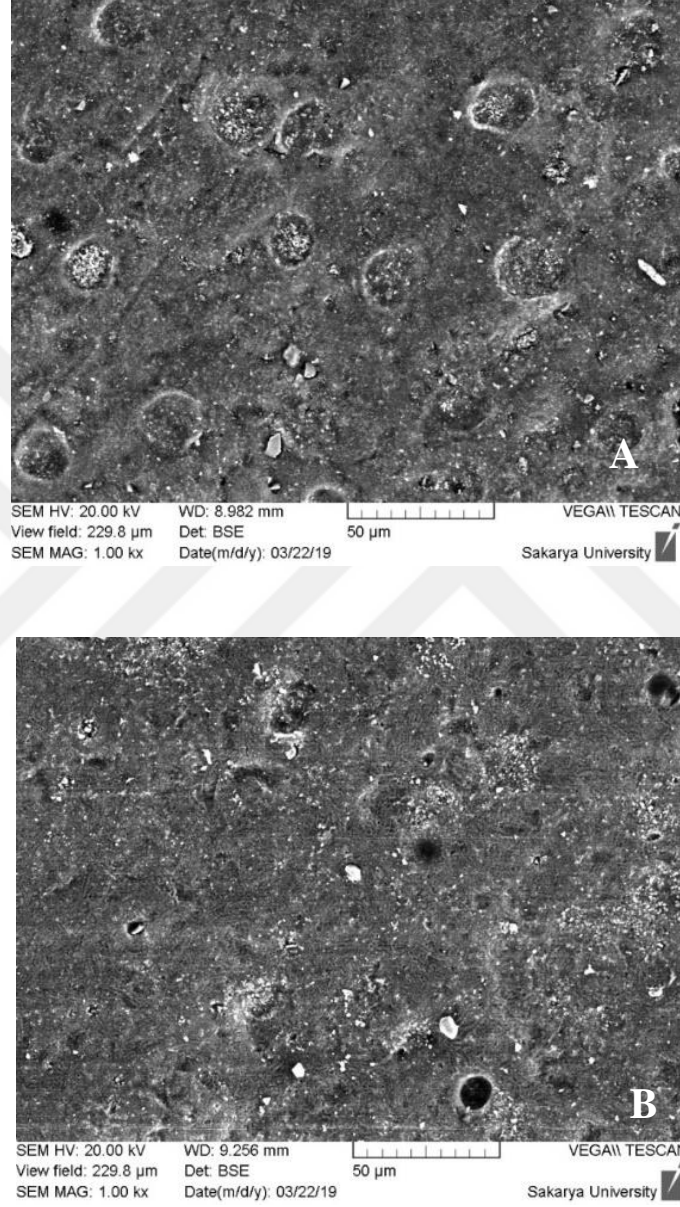 A
SEM HV: 20.00 kV WD: 8.982 mm VEGA\\ TESCAN
View field: 229.8 µm Det: BSE 50 µm
SEM MAG: 1.00 kx Date(m/d/y): 03/22/19 Sakarya University
B
SEM HV: 20.00 kV WD: 9.256 mm VEGA\\ TESCAN
View field: 229.8 µm Det: BSE 50 µm
SEM MAG: 1.00 kx Date(m/d/y): 03/22/19 Sakarya University